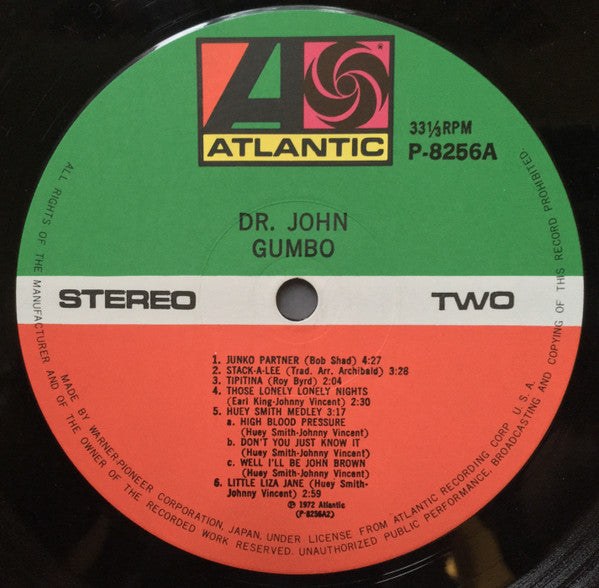 ATLANTIC
33⅓RPM
P-8256A
DR. JOHN
GUMBO
STEREO
TWO
1. JUNKO PARTNER (Bob Shad) 4:27
2. STACK-A-LEE (Trad. Arr. Archibald) 3:28
3. TIPITINA (Roy Byrd) 2:04
4. THOSE LONELY LONELY NIGHTS
(Earl King-Johnny Vincent) 2:30
5. HUEY SMITH MEDLEY 3:17
a. HIGH BLOOD PRESSURE
(Huey Smith-Johnny Vincent)
b. DON'T YOU JUST KNOW IT
(Huey Smith-Johnny Vincent)
c. WELL I'LL BE JOHN BROWN
(Huey Smith-Johnny Vincent)
6. LITTLE LIZA JANE (Huey Smith-
Johnny Vincent) 2:59
℗ 1972 Atlantic
(P-8256A2)
MADE BY WARNER-PIONEER CORPORATION, JAPAN, UNDER LICENSE FROM ATLANTIC RECORDING CORP. U.S.A.
ALL RIGHTS OF THE MANUFACTURER AND OF THE OWNER OF THE RECORDED WORK RESERVED. UNAUTHORIZED PUBLIC PERFORMANCE, BROADCASTING AND COPYING OF THIS RECORD PROHIBITED.